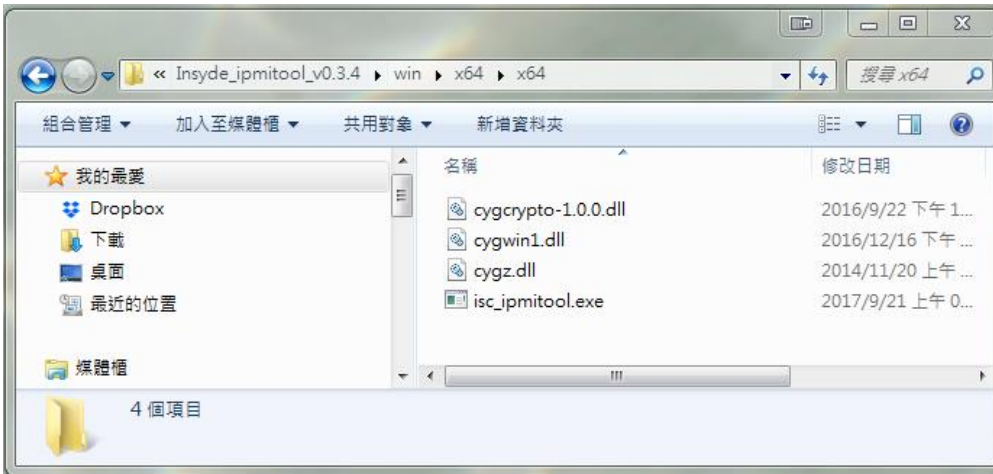 « Insyde_ipmitool_v0.3.4 ▸ win ▸ x64 ▸ x64
搜尋 x64
組合管理 ▼ 加入至媒體櫃 ▼ 共用對象 ▼ 新增資料夾
我的最愛
Dropbox
下載
桌面
最近的位置
媒體櫃
名稱 修改日期
cygcrypto-1.0.0.dll 2016/9/22 下午 1...
cygwin1.dll 2016/12/16 下午 ...
cygz.dll 2014/11/20 上午 ...
isc_ipmitool.exe 2017/9/21 上午 0...
4 個項目